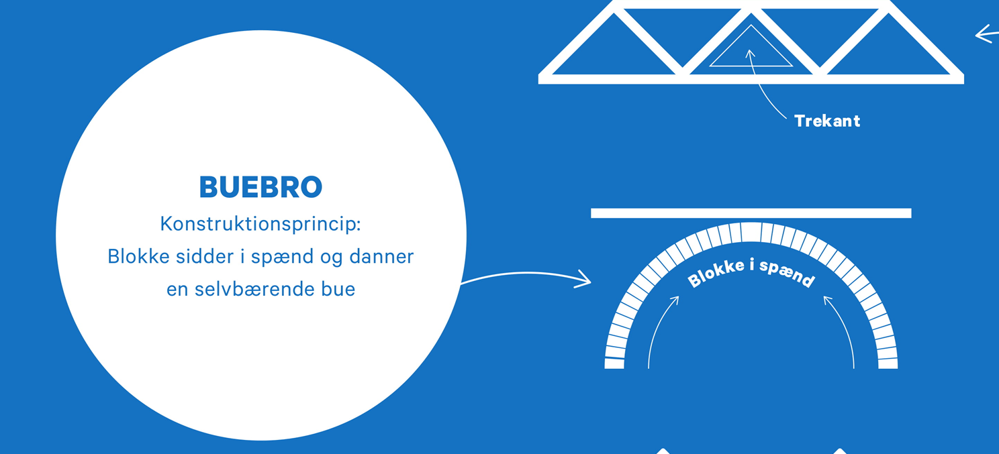 Trekant
BUEBRO
Konstruktionsprincip:
Blokke sidder i spænd og danner
en selvbærende bue
Blokke i spænd